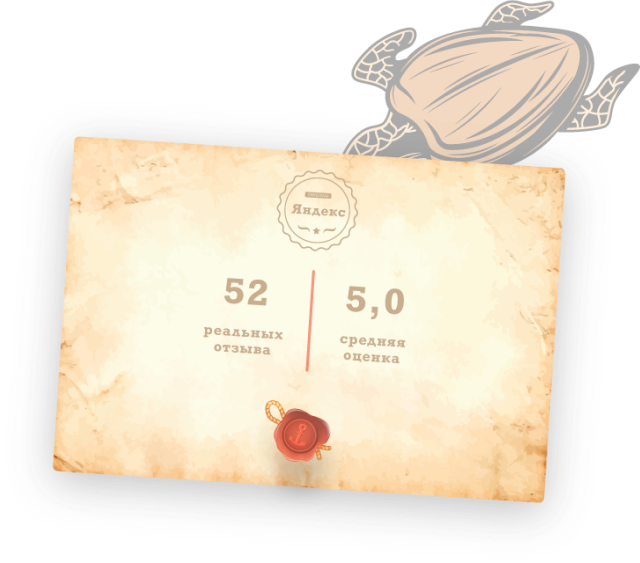 Яндекс
52
реальных
отзыва
5,0
средняя
оценка